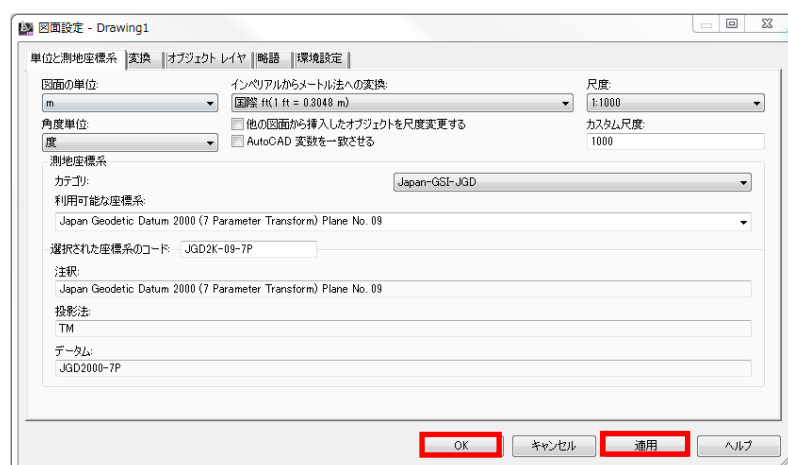 図面設定 - Drawing1
単位と測地座標系 変換 オブジェクト レイヤ 略語 環境設定
図面の単位: インペリアルからメートル法への変換: 尺度:
m 国際 ft(1 ft = 0.3048 m) 1:1000
角度単位: 他の図面から挿入したオブジェクトを尺度変更する カスタム尺度:
度 AutoCAD 変数を一致させる 1000
測地座標系
カテゴリ: Japan-GSI-JGD
利用可能な座標系:
Japan Geodetic Datum 2000 (7 Parameter Transform) Plane No. 09
選択された座標系のコード: JGD2K-09-7P
注釈:
Japan Geodetic Datum 2000 (7 Parameter Transform) Plane No. 09
投影法:
TM
データム:
JGD2000-7P
OK キャンセル 適用 ヘルプ